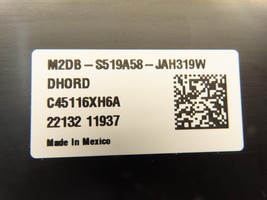 M2DB-S519A58-JAH319W
DHORD
C45116XH6A
22132 11937
Made In Mexico